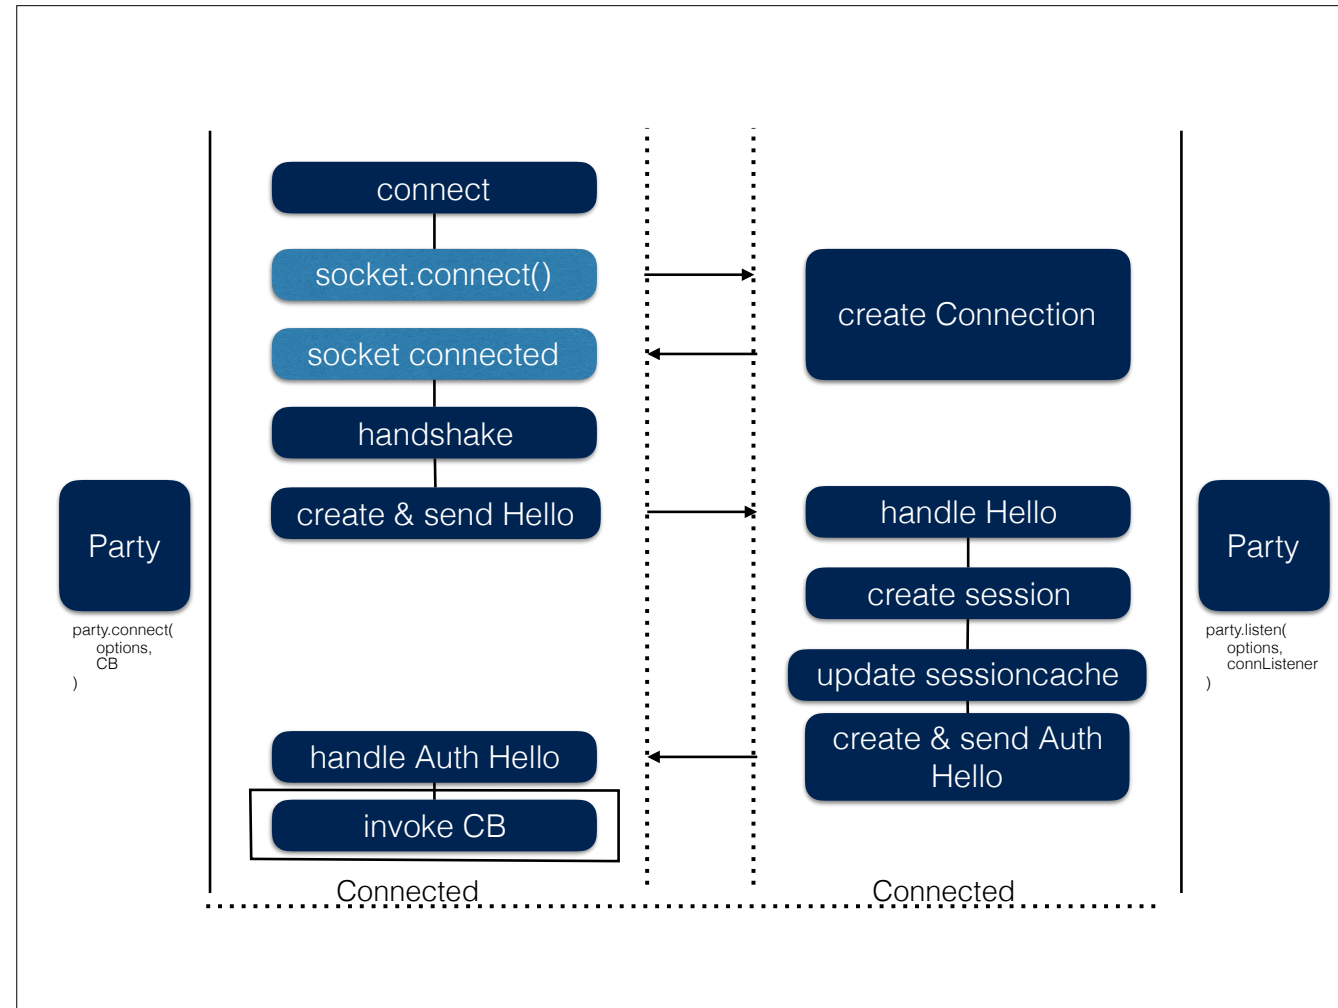 connect
socket.connect()
create Connection
socket connected
handshake
create & send Hello
handle Hello
Party
Party
create session
party.connect(
options,
CB
)
party.listen(
options,
connListener
)
update sessioncache
create & send Auth
Hello
handle Auth Hello
invoke CB
Connected
Connected